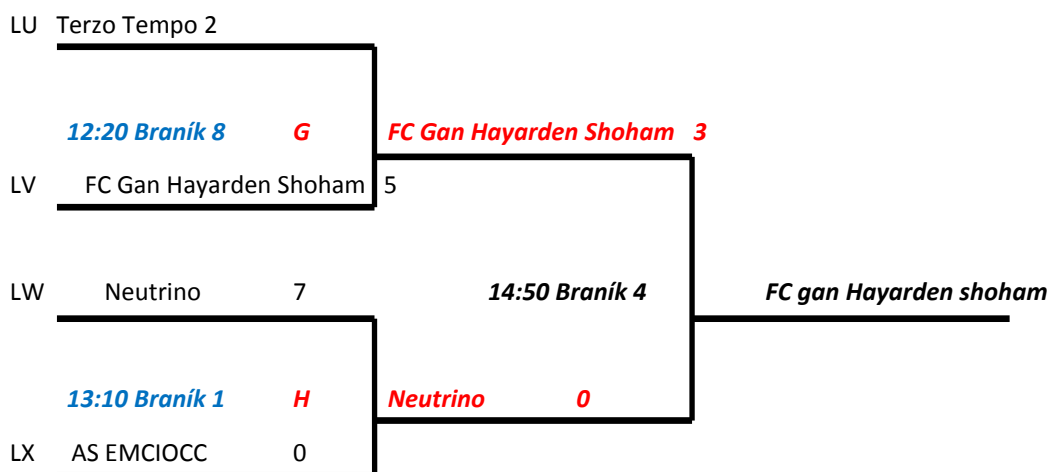 LU Terzo Tempo 2
12:20 Braník 8 G FC Gan Hayarden Shoham 3
LV FC Gan Hayarden Shoham 5
LW Neutrino 7 14:50 Braník 4 FC gan Hayarden shoham
13:10 Braník 1 H Neutrino 0
LX AS EMCIOCC 0